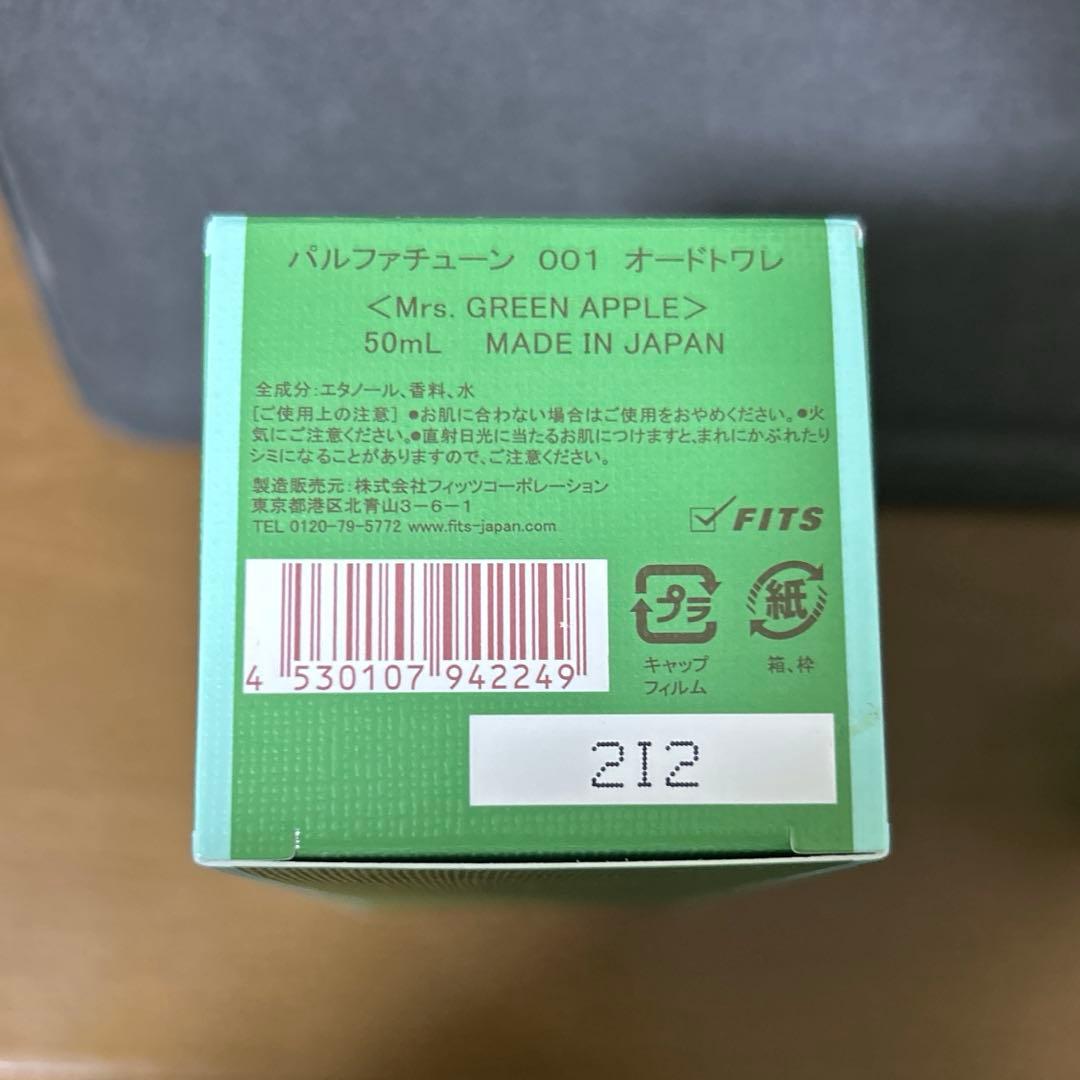 パルファチューン 001 オードトワレ
<Mrs. GREEN APPLE>
50mL MADE IN JAPAN
全成分:エタノール、香料、水
[ご使用上の注意] ●お肌に合わない場合はご使用をおやめください。●火
気にご注意ください。●直射日光に当たるお肌につけますと、まれにかぶれたり
シミになることがありますので、ご注意ください。
製造販売元:株式会社フィッツコーポレーション
東京都港区北青山3-6-1
TEL 0120-79-5772 www.fits-japan.com
FITS
4 530107 942249
プラ
キャップ
フィルム
紙
箱、枠
2I2